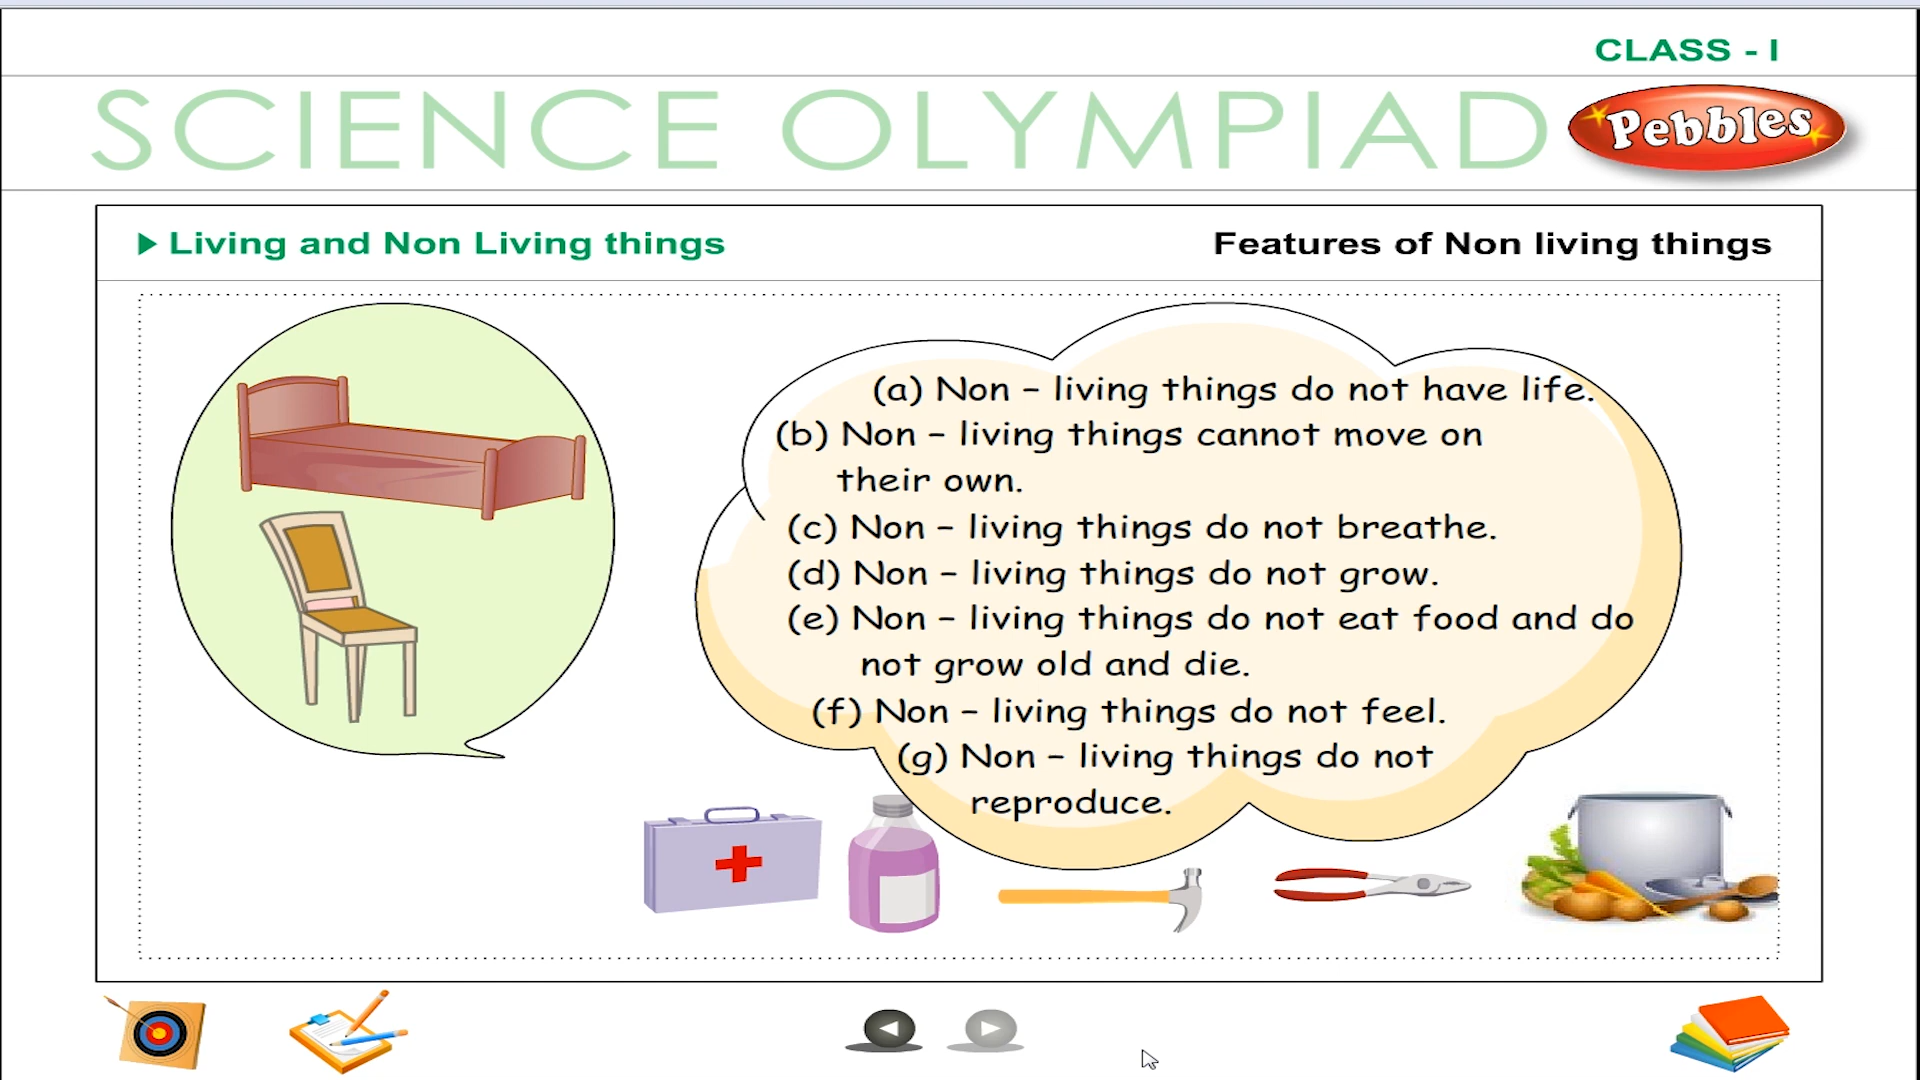 CLASS - I
SCIENCE OLYMPIAD
Pebbles
Living and Non Living things
Features of Non living things
(a) Non – living things do not have life.
(b) Non – living things cannot move on
their own.
(c) Non – living things do not breathe.
(d) Non – living things do not grow.
(e) Non – living things do not eat food and do
not grow old and die.
(f) Non – living things do not feel.
(g) Non – living things do not
reproduce.